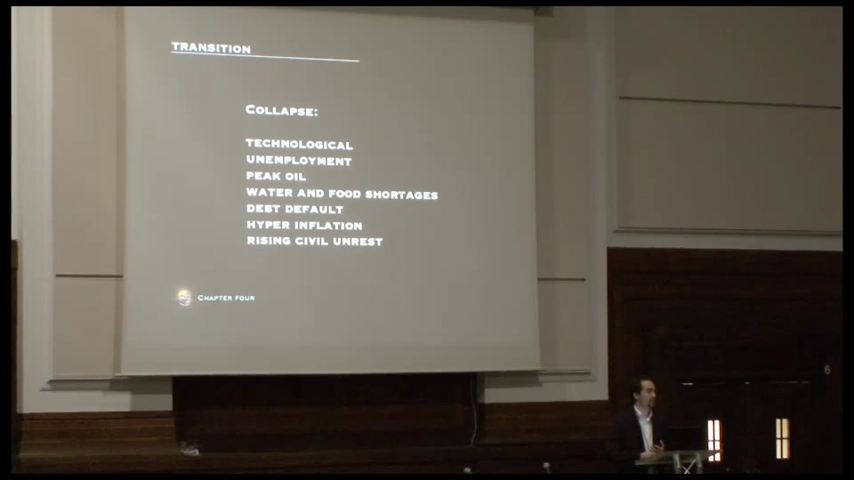 TRANSITION
COLLAPSE:
TECHNOLOGICAL
UNEMPLOYMENT
PEAK OIL
WATER AND FOOD SHORTAGES
DEBT DEFAULT
HYPER INFLATION
RISING CIVIL UNREST
CHAPTER FOUR
6